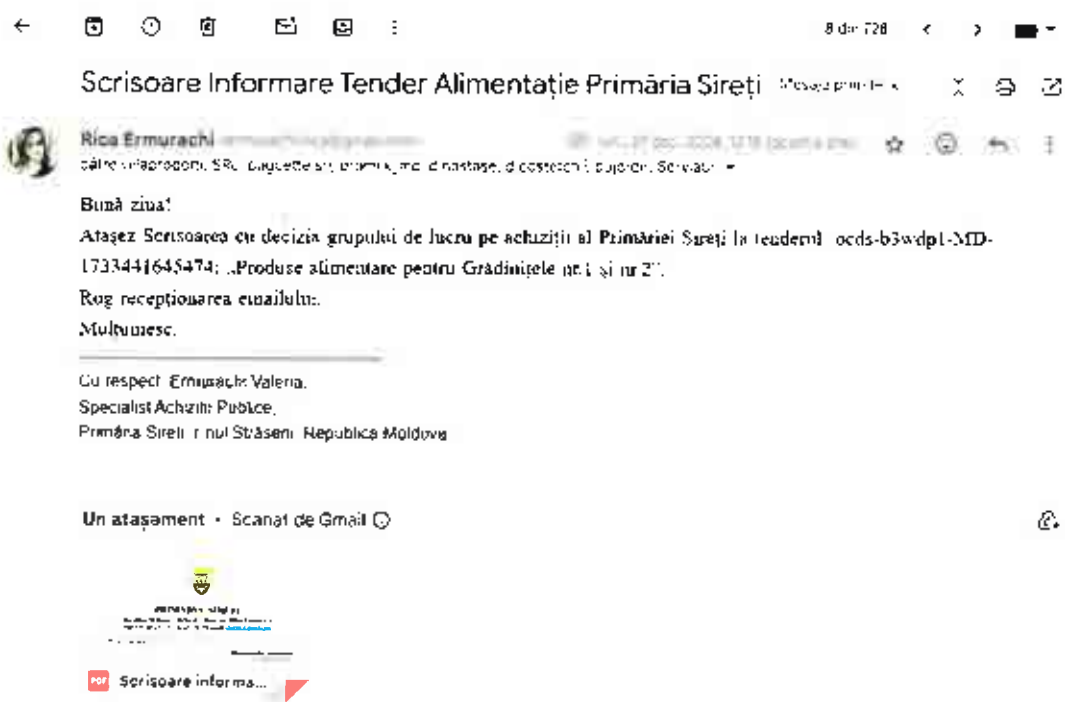 8 din 728
Scrisoare Informare Tender Alimentație Primăria Sireți
Rica Ermurachi
Bună ziua!
Atașez Scrisoarea cu decizia grupului de lucru pe achiziții al Primăriei Sireți la tenderul ocds-b3wdp1-MD-
1733441645474; „Produse alimentare pentru Grădinițele nr.1 și nr 2”.
Rog recepționarea emailului.
Mulțumesc.
Cu respect Ermurachi Valeria,
Specialist Achiziții Publice,
Primăria Sireți r nul Strășeni Republica Moldova
Un atașament • Scanat de Gmail
PDF Scrisoare informa...